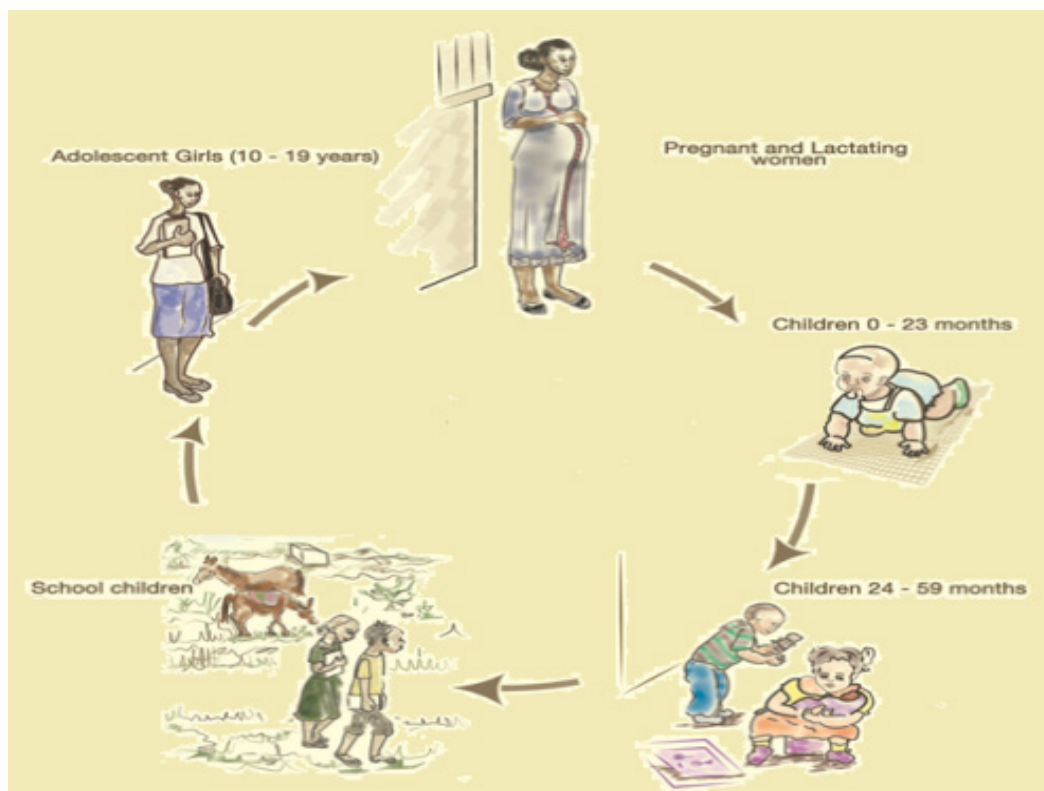 Adolescent Girls (10 - 19 years)
Pregnant and Lactating
women
Children 0 - 23 months
Children 24 - 59 months
School children